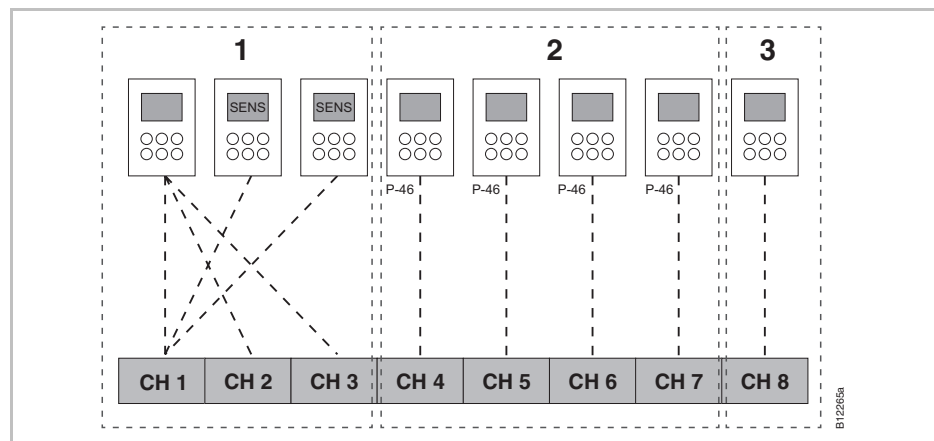 1 2 3
SENS SENS
P-46 P-46 P-46 P-46
CH 1 CH 2 CH 3 CH 4 CH 5 CH 6 CH 7 CH 8
B12265a